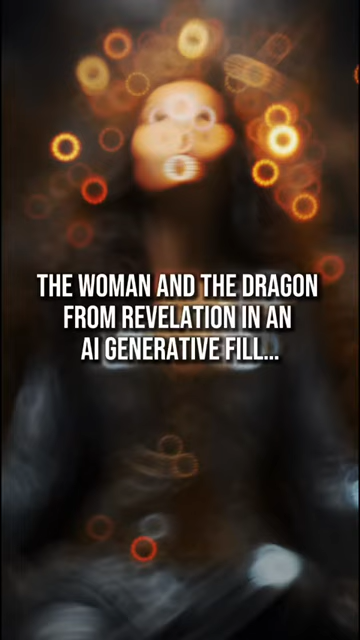 THE WOMAN AND THE DRAGON
FROM REVELATION IN AN
AI GENERATIVE FILL...